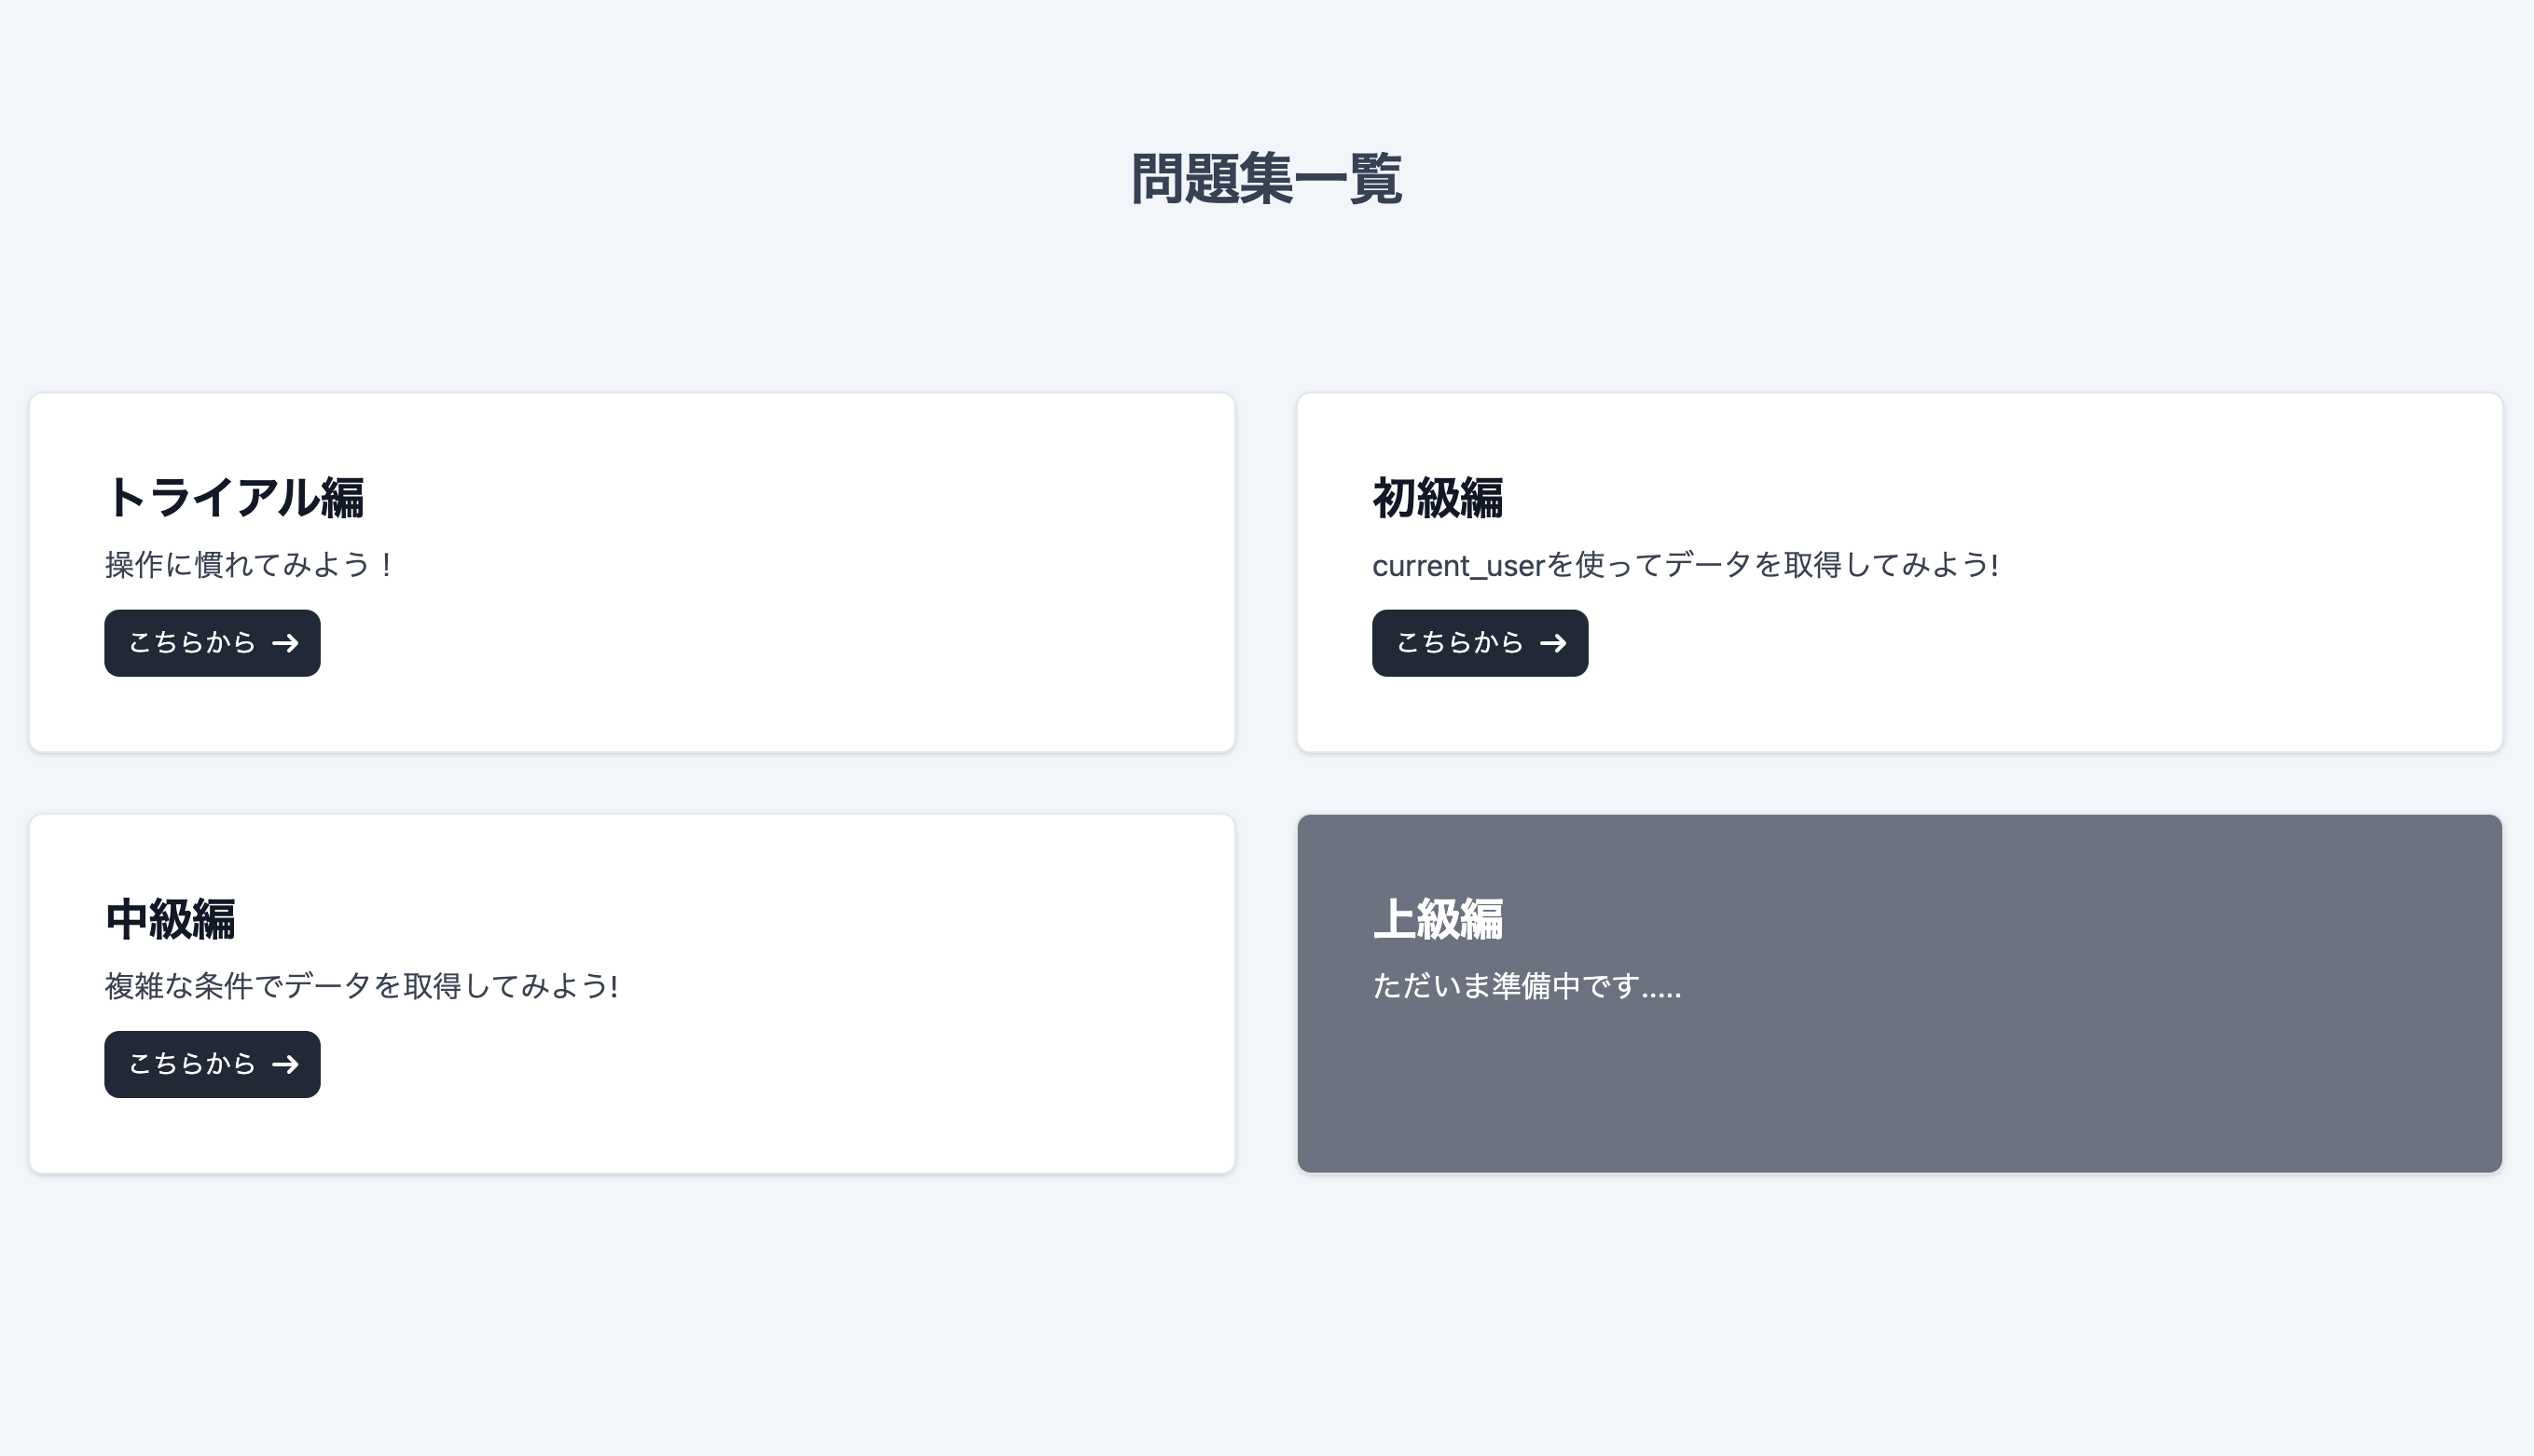 問題集一覧
トライアル編
操作に慣れてみよう！
こちらから
初級編
current_userを使ってデータを取得してみよう!
こちらから
中級編
複雑な条件でデータを取得してみよう!
こちらから
上級編
ただいま準備中です.....